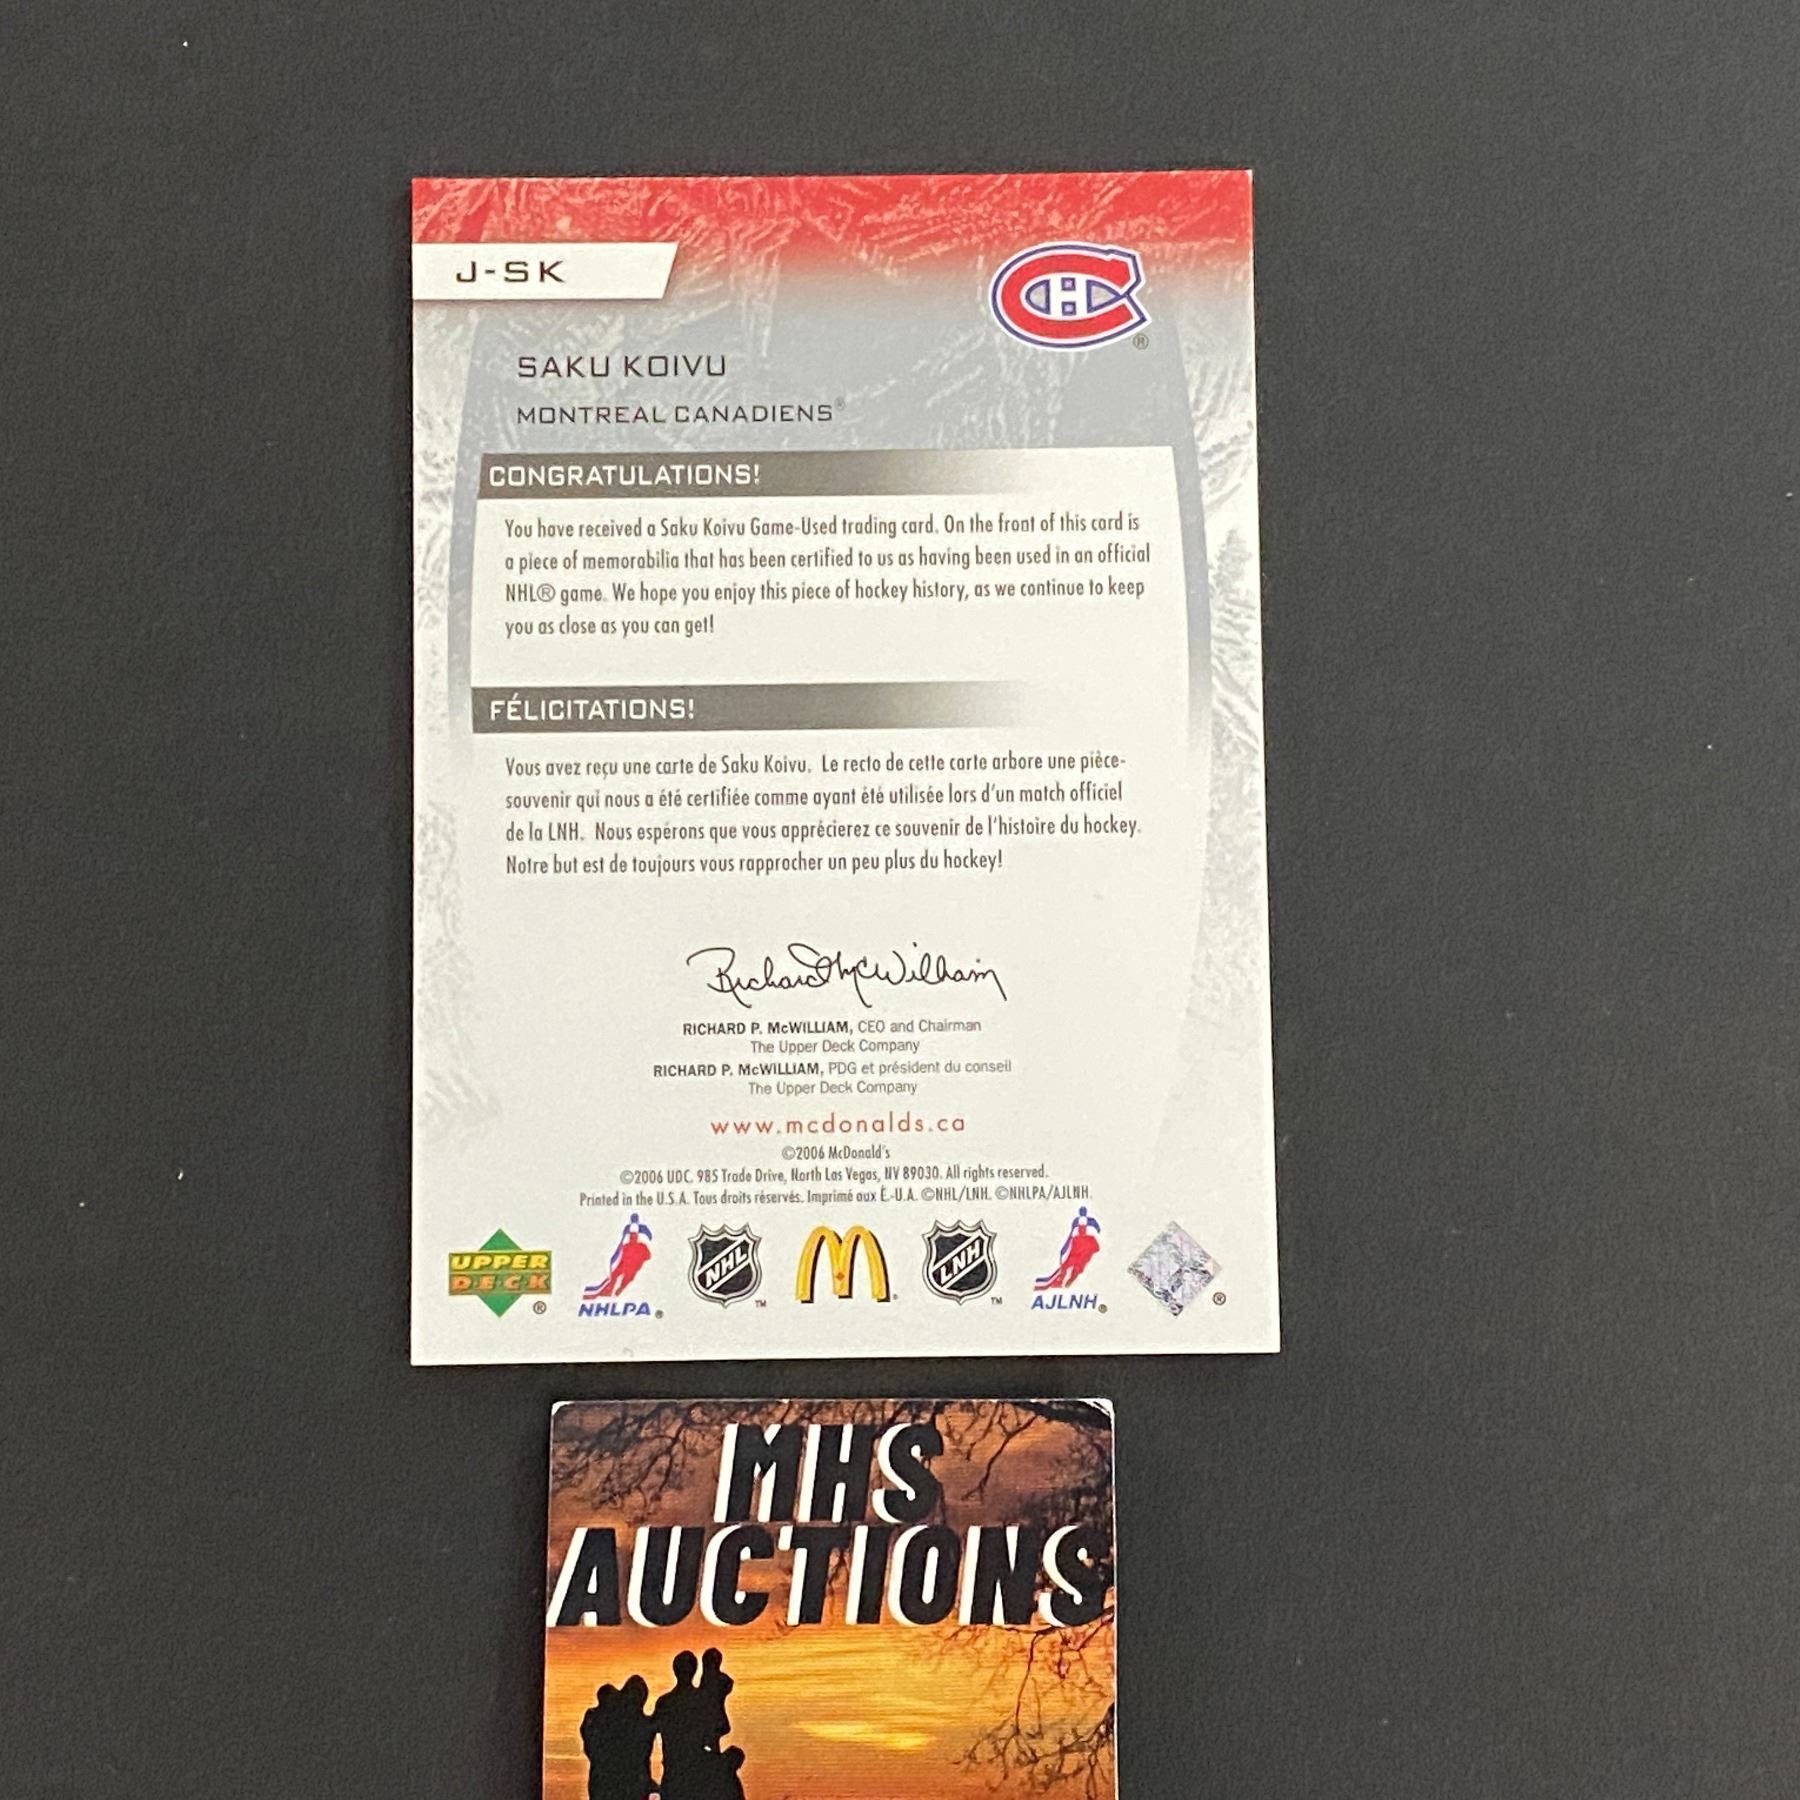 J-SK
SAKU KOIVU
MONTREAL CANADIENS®
CONGRATULATIONS!
You have received a Saku Koivu Game-Used trading card. On the front of this card is
a piece of memorabilia that has been certified to us as having been used in an official
NHL® game. We hope you enjoy this piece of hockey history, as we continue to keep
you as close as you can get!
FÉLICITATIONS!
Vous avez reçu une carte de Saku Koivu. Le recto de cette carte arbore une pièce-
souvenir qui nous a été certifiée comme ayant été utilisée lors d'un match officiel
de la LNH. Nous espérons que vous apprécierez ce souvenir de l'histoire du hockey.
Notre but est de toujours vous rapprocher un peu plus du hockey!
Richard McWilliam
RICHARD P. McWILLIAM, CEO and Chairman
The Upper Deck Company
RICHARD P. McWILLIAM, PDG et président du conseil
The Upper Deck Company
www.mcdonalds.ca
©2006 McDonald's
©2006 UDC. 985 Trade Drive, North Las Vegas, NV 89030. All rights reserved.
Printed in the U.S.A. Tous droits réservés. Imprimé aux É.-U.A. ©NHL/LNH. ©NHLPA/AJLNH.
UPPER DECK ® NHLPA® NHL ™ M LNH ™ AJLNH® ®
MHS
AUCTIONS